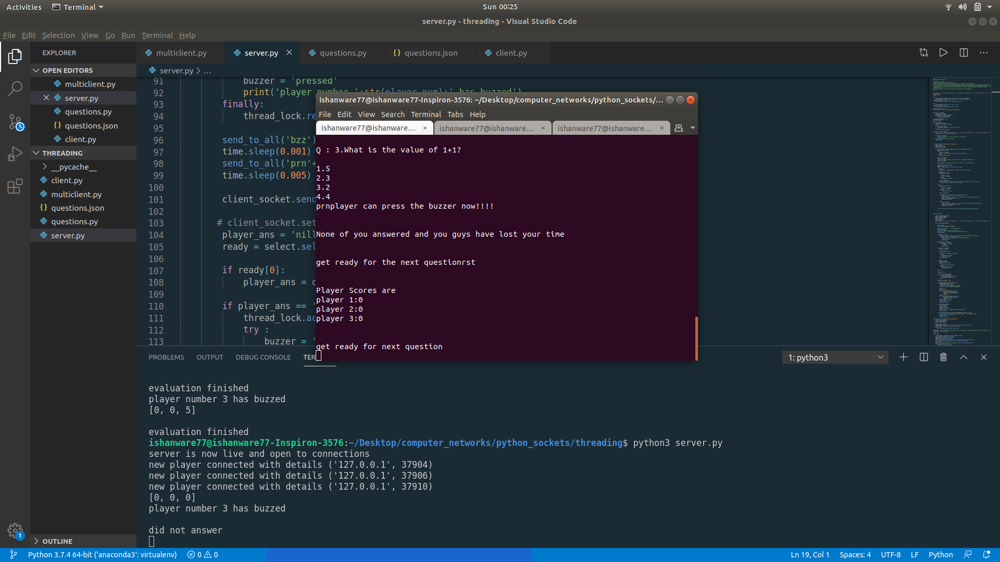 Activities
Terminal
Sun 00:25
server.py - threading - Visual Studio Code
File Edit Selection View Go Run Terminal Help
EXPLORER
OPEN EDITORS
multiclient.py
server.py
questions.py
questions.json
client.py
THREADING
__pycache__
client.py
multiclient.py
questions.json
questions.py
server.py
OUTLINE
multiclient.py
server.py
questions.py
questions.json
client.py
server.py > ...
91 buzzer = 'pressed'
92 print('player number '+str(player_num)+' has buzzed')
93 finally:
94 thread_lock.re
95
96 send_to_all('bzz')
97 time.sleep(0.001)
98 send_to_all('prn'+
99 time.sleep(0.005)
100
101 client_socket.send
102
103 # client_socket.set
104 player_ans = 'nill
105 ready = select.sel
106
107 if ready[0]:
108 player_ans = c
109
110 if player_ans == '
111 thread_lock.ac
112 try :
113 buzzer = '
ishanware77@ishanware77-Inspiron-3576: ~/Desktop/computer_networks/python_sockets/...
File Edit View Search Terminal Tabs Help
ishanware77@ishanware...
ishanware77@ishanware...
ishanware77@ishanware...
Q : 3.What is the value of 1+1?
1.5
2.3
3.2
4.4
prnplayer can press the buzzer now!!!!
None of you answered and you guys have lost your time
get ready for the next questionrst
Player Scores are
player 1:0
player 2:0
player 3:0
get ready for next question
PROBLEMS OUTPUT DEBUG CONSOLE TER
1: python3
evaluation finished
player number 3 has buzzed
[0, 0, 5]
evaluation finished
ishanware77@ishanware77-Inspiron-3576:~/Desktop/computer_networks/python_sockets/threading$ python3 server.py
server is now live and open to connections
new player connected with details ('127.0.0.1', 37904)
new player connected with details ('127.0.0.1', 37906)
new player connected with details ('127.0.0.1', 37910)
[0, 0, 0]
player number 3 has buzzed
did not answer
1
Python 3.7.4 64-bit ('anaconda3': virtualenv) 0 0
Ln 19, Col 1 Spaces: 4 UTF-8 LF Python